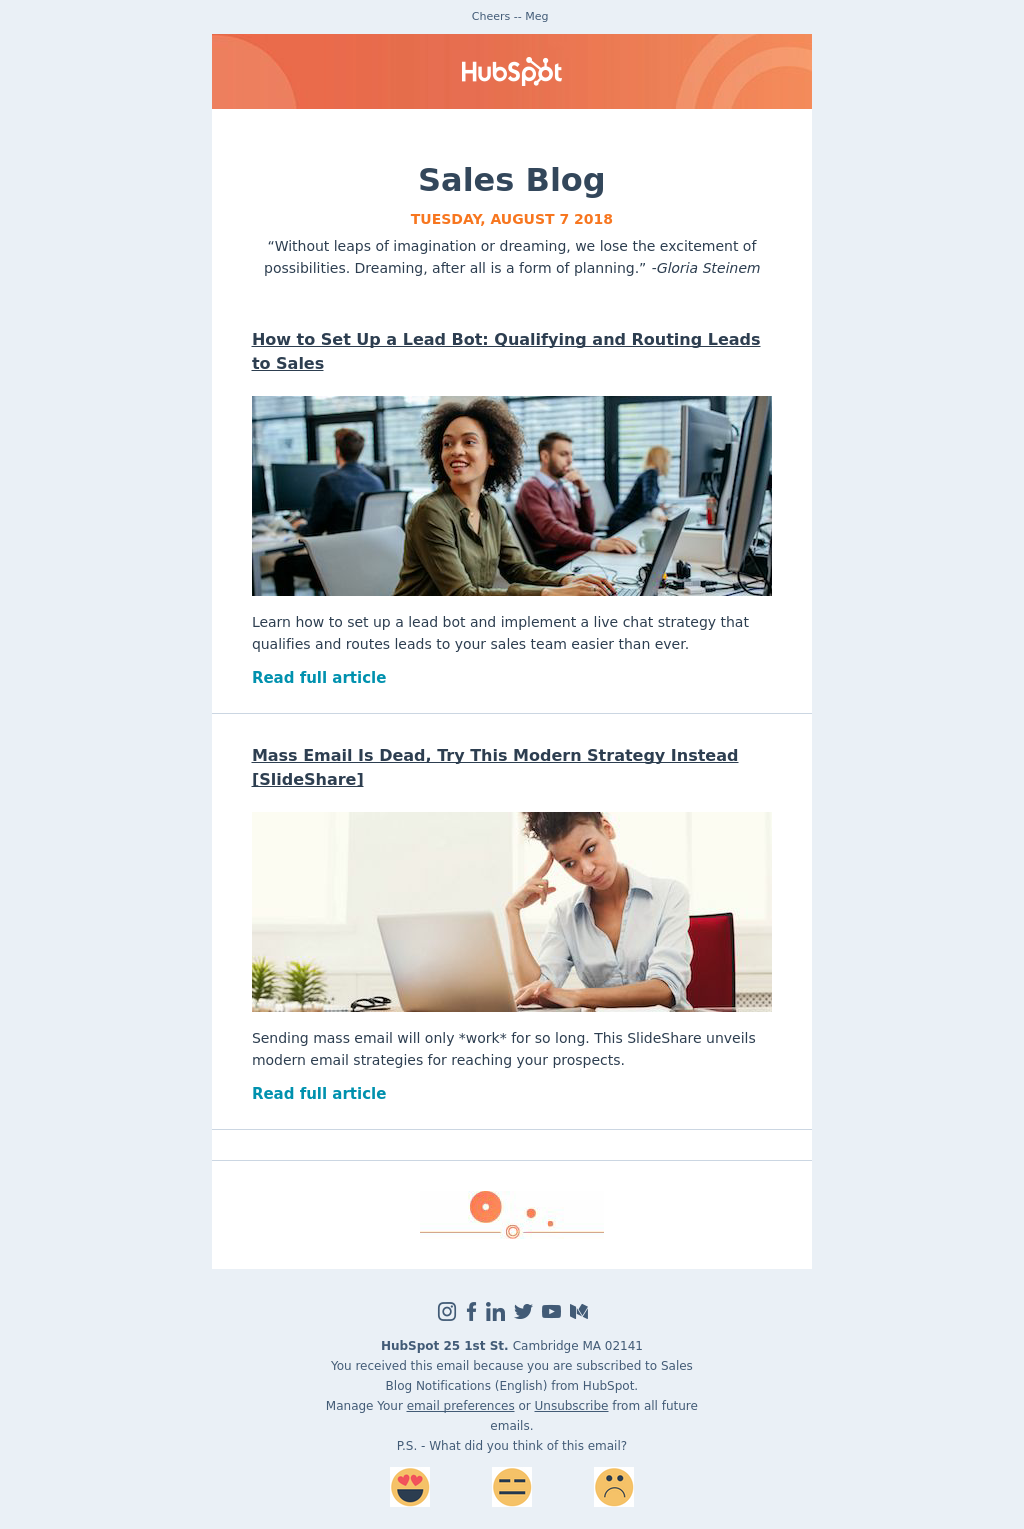 Cheers -- Meg
HubSpot
Sales Blog
TUESDAY, AUGUST 7 2018
“Without leaps of imagination or dreaming, we lose the excitement of
possibilities. Dreaming, after all is a form of planning.” -Gloria Steinem
How to Set Up a Lead Bot: Qualifying and Routing Leads
to Sales
Learn how to set up a lead bot and implement a live chat strategy that
qualifies and routes leads to your sales team easier than ever.
Read full article
Mass Email Is Dead, Try This Modern Strategy Instead
[SlideShare]
Sending mass email will only *work* for so long. This SlideShare unveils
modern email strategies for reaching your prospects.
Read full article
HubSpot 25 1st St. Cambridge MA 02141
You received this email because you are subscribed to Sales
Blog Notifications (English) from HubSpot.
Manage Your email preferences or Unsubscribe from all future
emails.
P.S. - What did you think of this email?